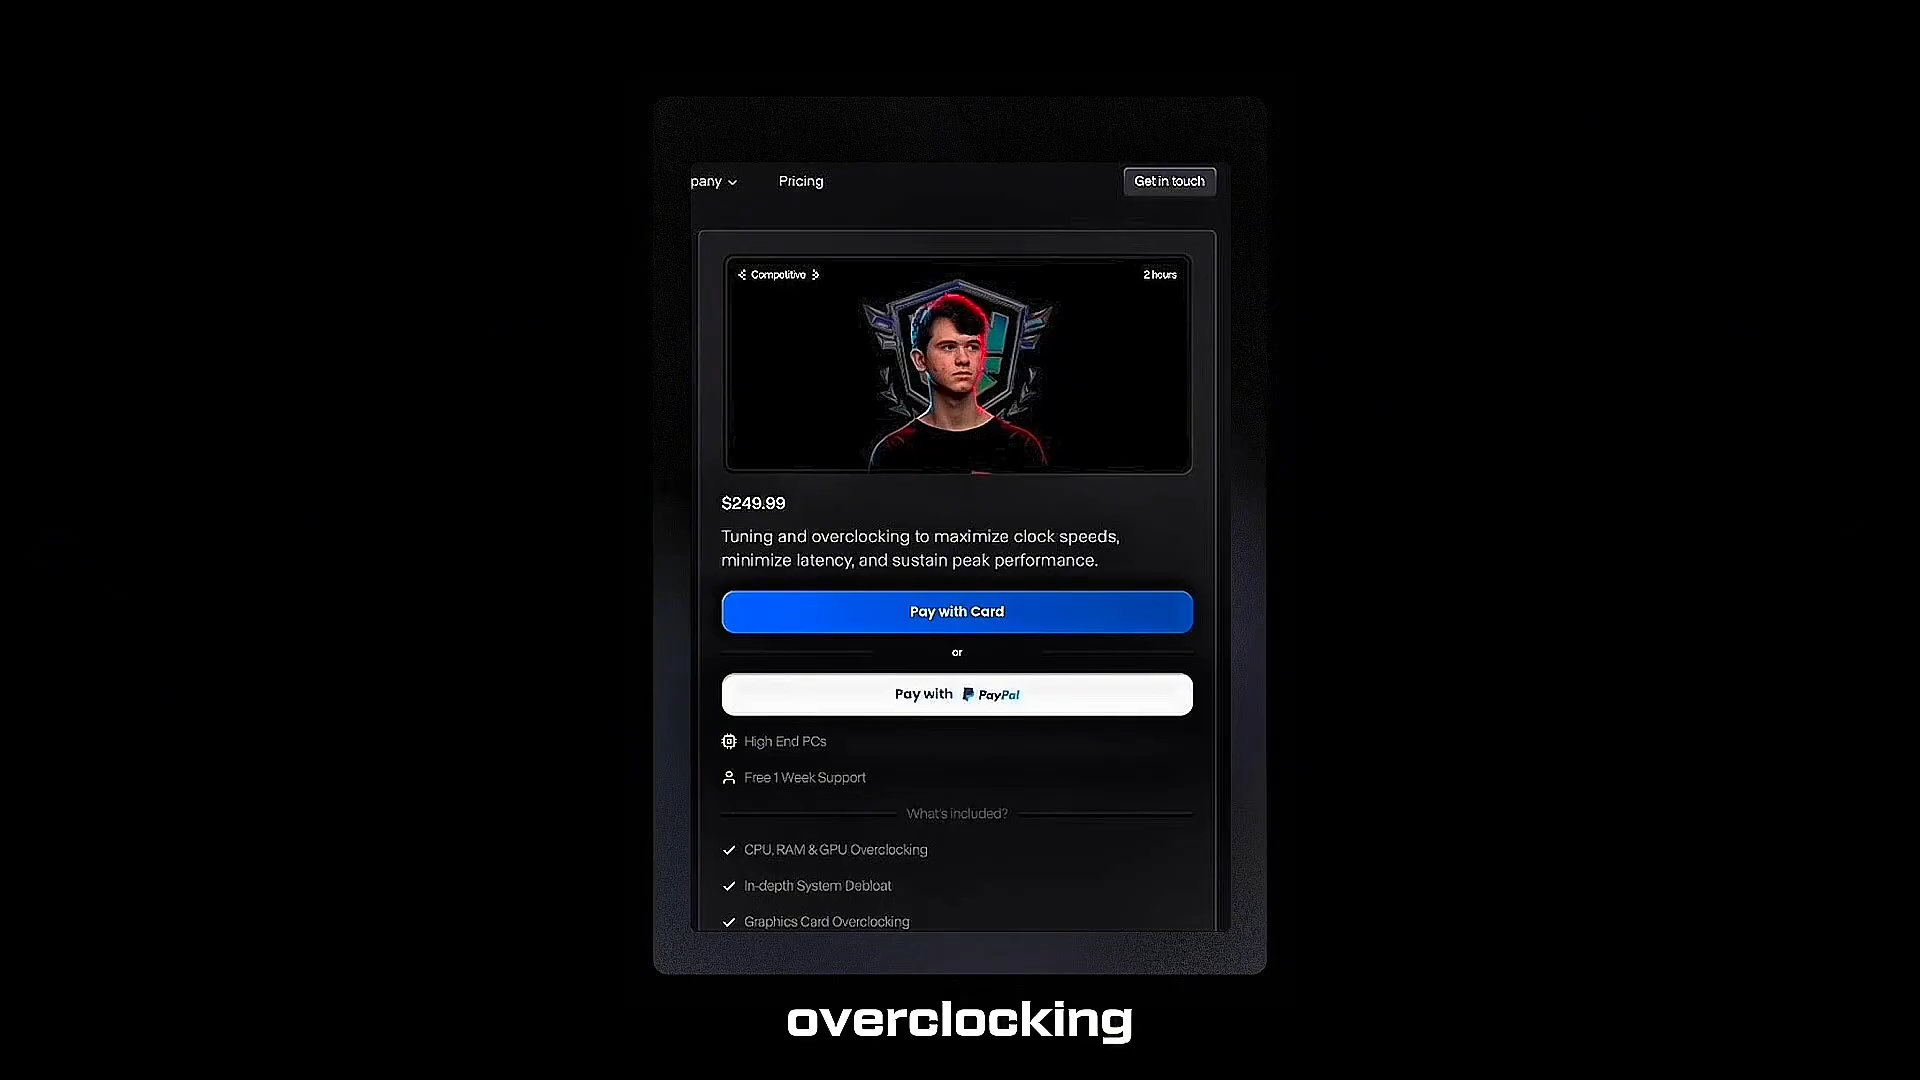 pany
Pricing
Get in touch
Competitive
2 hours
$249.99
Tuning and overclocking to maximize clock speeds,
minimize latency, and sustain peak performance.
Pay with Card
or
Pay with PayPal
High End PCs
Free 1 Week Support
What's included?
CPU, RAM & GPU Overclocking
In-depth System Debloat
Graphics Card Overclocking
overclocking